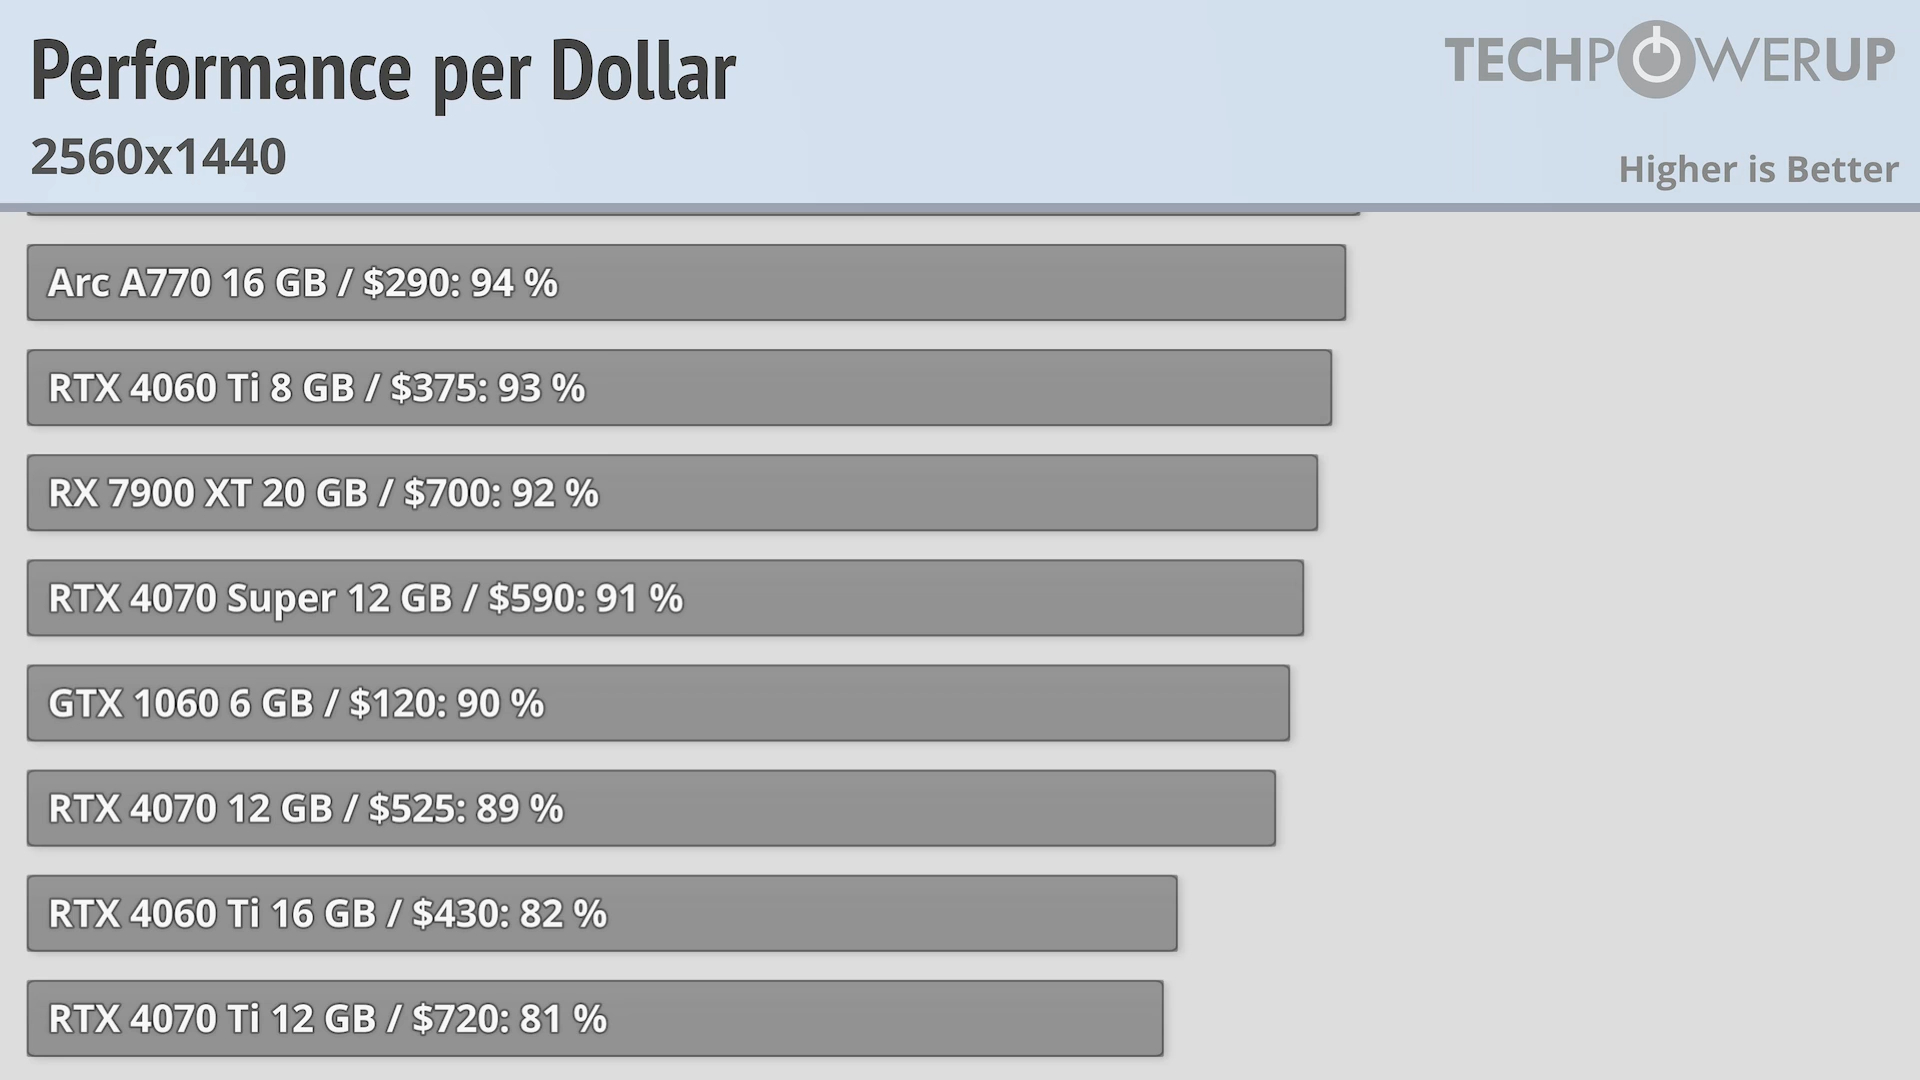 Performance per Dollar
TECHPOWERUP
2560x1440
Higher is Better
Arc A770 16 GB / $290: 94 %
RTX 4060 Ti 8 GB / $375: 93 %
RX 7900 XT 20 GB / $700: 92 %
RTX 4070 Super 12 GB / $590: 91 %
GTX 1060 6 GB / $120: 90 %
RTX 4070 12 GB / $525: 89 %
RTX 4060 Ti 16 GB / $430: 82 %
RTX 4070 Ti 12 GB / $720: 81 %